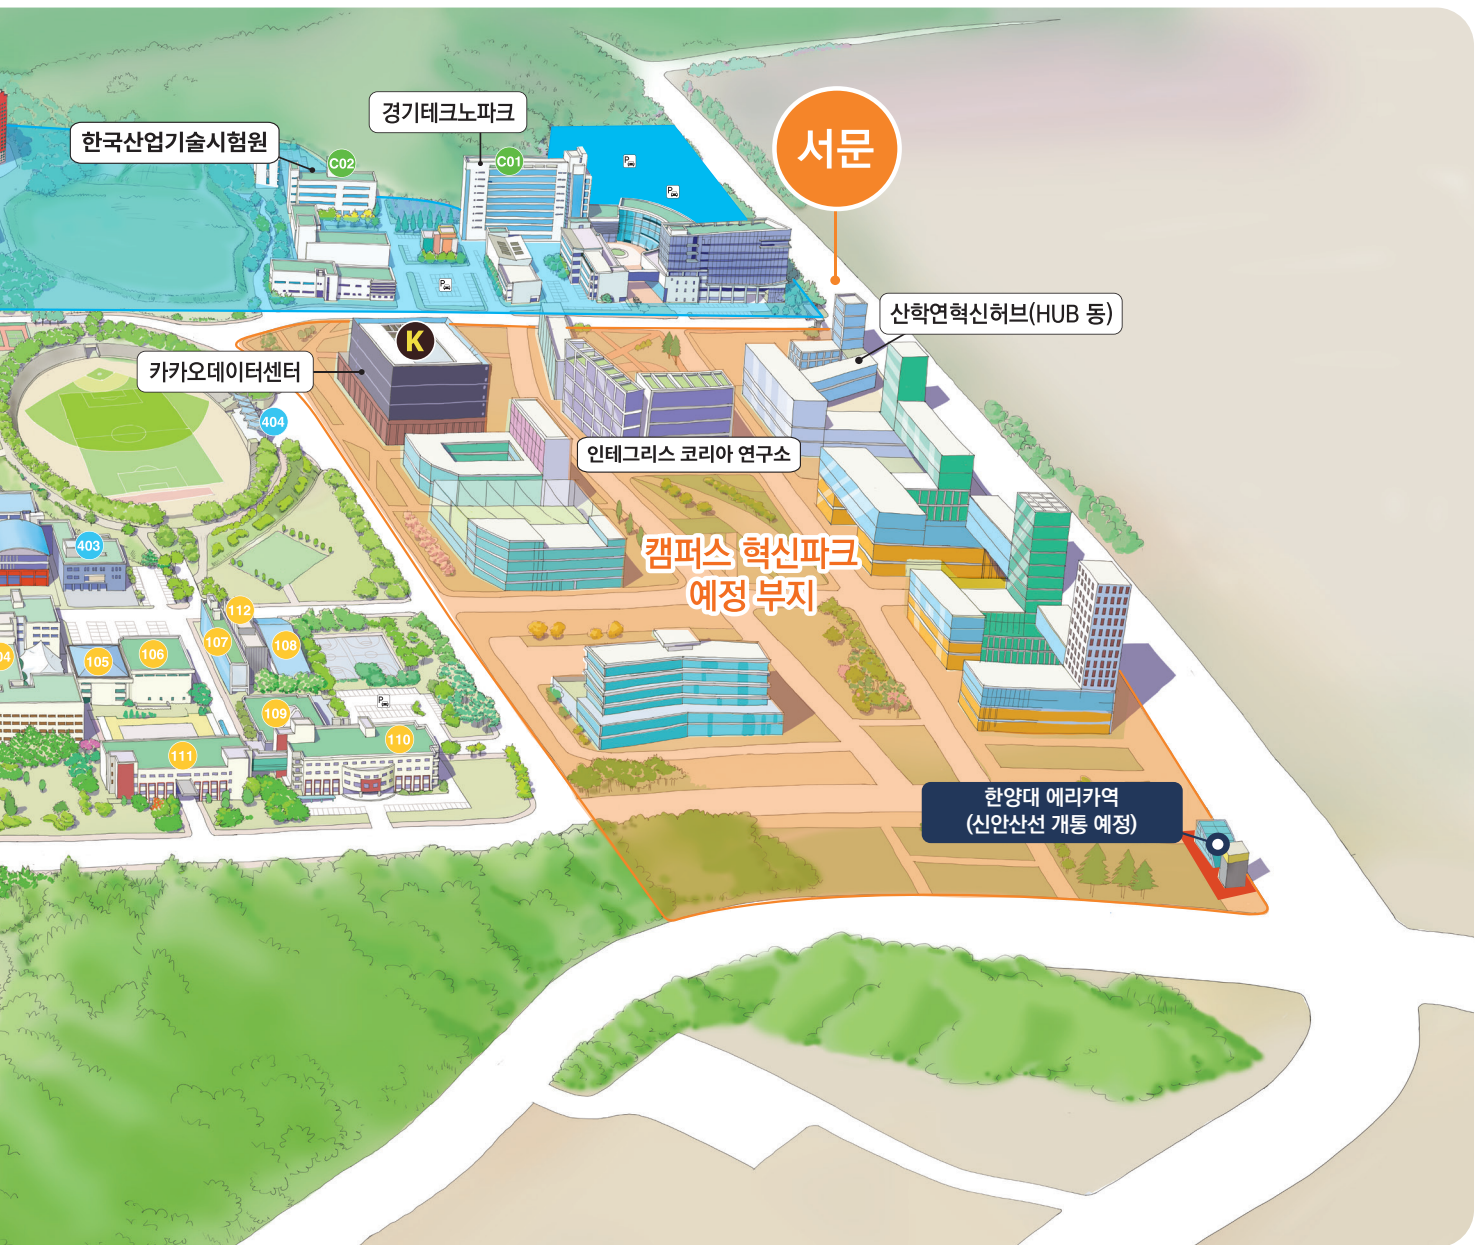 경기테크노파크
한국산업기술시험원
C02
C01
서문
P
P
P
산학연혁신허브(HUB 동)
K
카카오데이터센터
404
인테그리스 코리아 연구소
403
캠퍼스 혁신파크
예정 부지
112
107
108
106
105
04
P
109
110
111
한양대 에리카역
(신안산선 개통 예정)